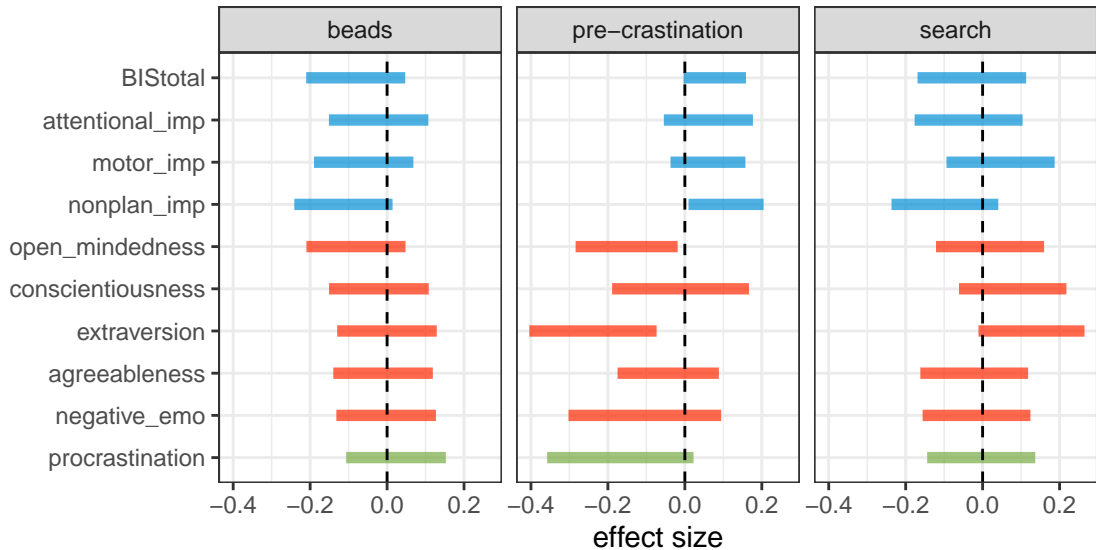 beads pre−crastination search
BIStotal
attentional_imp
motor_imp
nonplan_imp
open_mindedness
conscientiousness
extraversion
agreeableness
negative_emo
procrastination
−0.4 −0.2 0.0 0.2 −0.4 −0.2 0.0 0.2 −0.4 −0.2 0.0 0.2
effect size